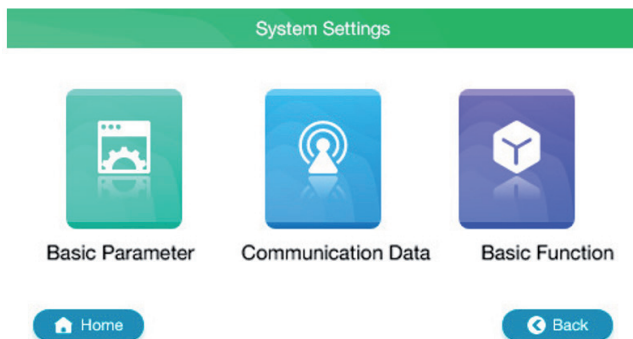 System Settings
Basic Parameter Communication Data Basic Function
Home Back